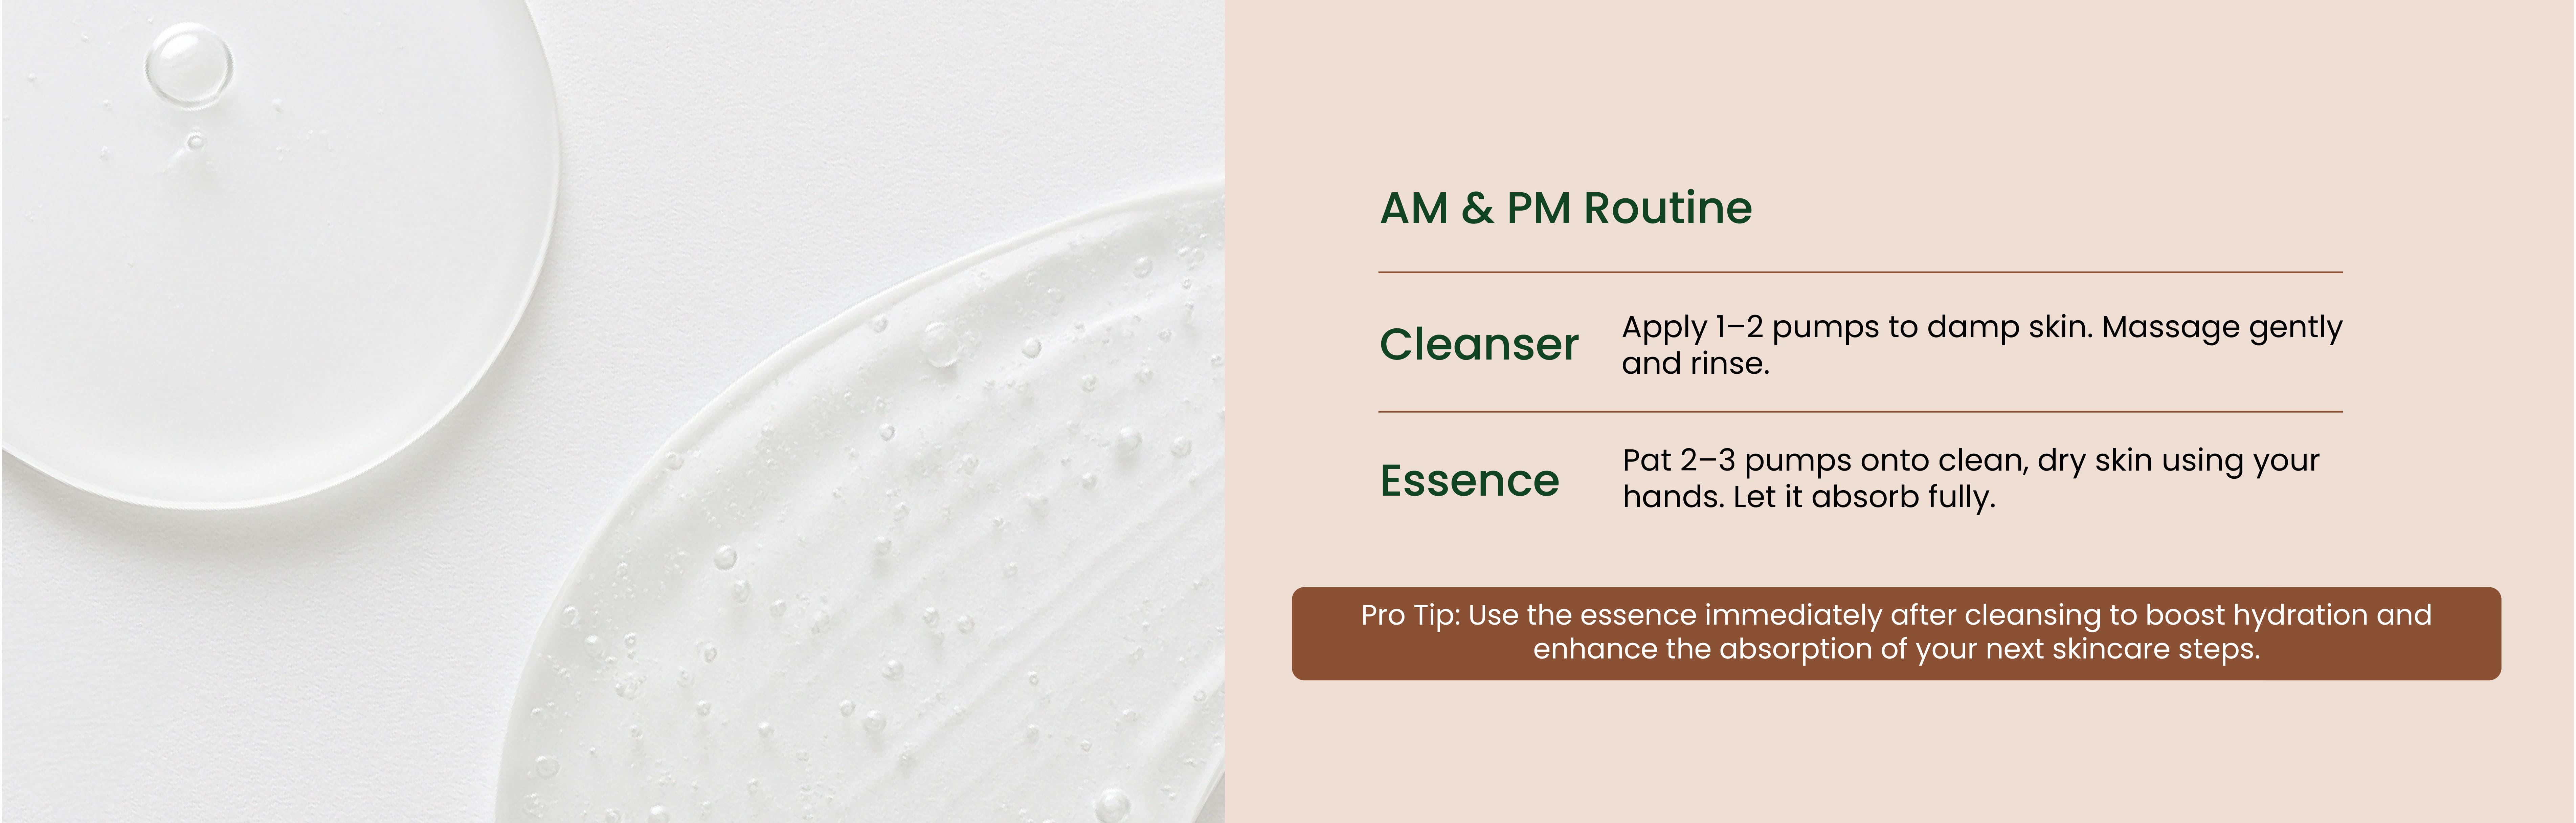 AM & PM Routine
Cleanser
Apply 1–2 pumps to damp skin. Massage gently
and rinse.
Essence
Pat 2–3 pumps onto clean, dry skin using your
hands. Let it absorb fully.
Pro Tip: Use the essence immediately after cleansing to boost hydration and
enhance the absorption of your next skincare steps.